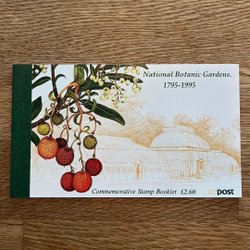 National Botanic Gardens.
1795-1995
Commemorative Stamp Booklet £2.60
post